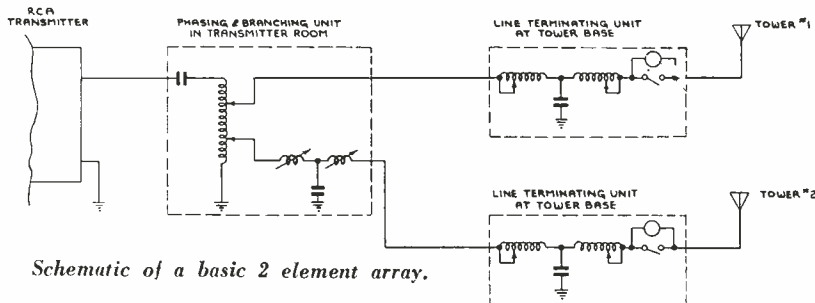 RCA
TRANSMITTER
PHASING & BRANCHING UNIT
IN TRANSMITTER ROOM
LINE TERMINATING UNIT
AT TOWER BASE
TOWER #1
LINE TERMINATING UNIT
AT TOWER BASE
TOWER #2
Schematic of a basic 2 element array.